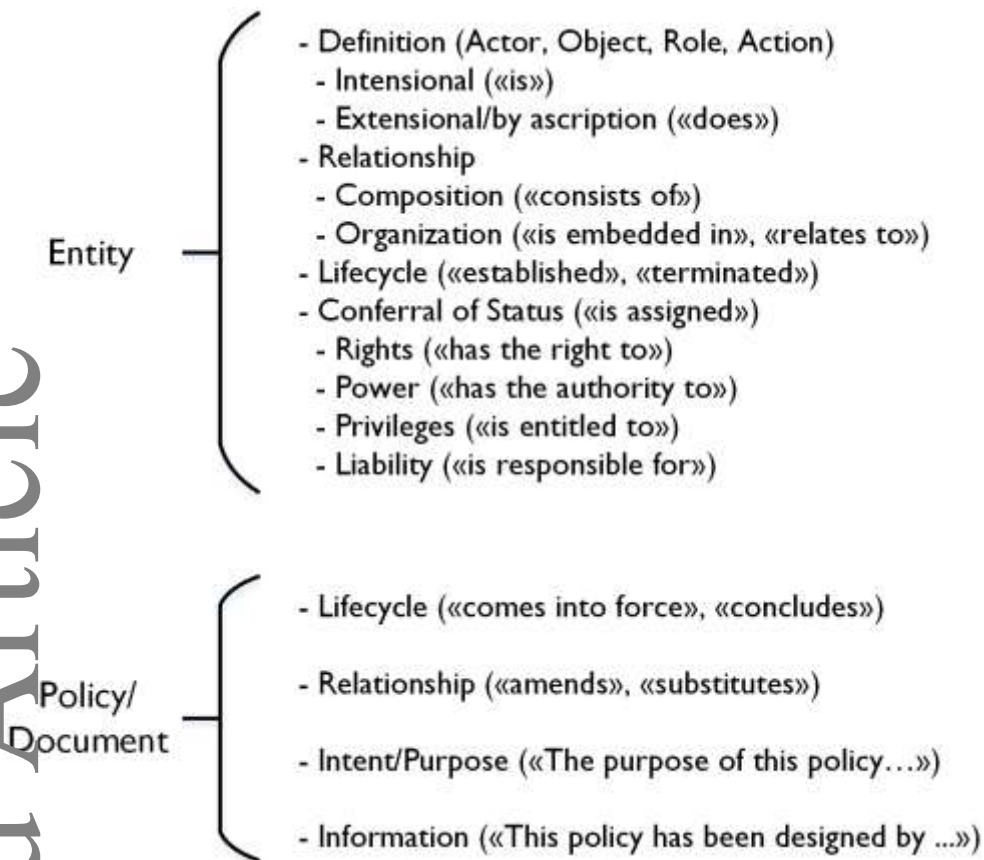 - Definition (Actor, Object, Role, Action)
- Intensional («is»)
- Extensional/by ascription («does»)
- Relationship
- Composition («consists of»)
- Organization («is embedded in», «relates to»)
Entity
- Lifecycle («established», «terminated»)
- Conferral of Status («is assigned»)
- Rights («has the right to»)
- Power («has the authority to»)
- Privileges («is entitled to»)
- Liability («is responsible for»)
- Lifecycle («comes into force», «concludes»)
- Relationship («amends», «substitutes»)
Policy/
Document
- Intent/Purpose («The purpose of this policy…»)
- Information («This policy has been designed by ...»)
Article